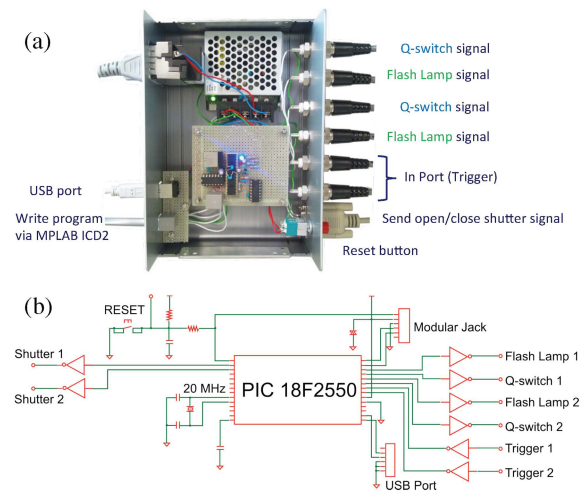 (a)
Q-switch signal
Flash Lamp signal
Q-switch signal
Flash Lamp signal
In Port (Trigger)
USB port
Write program
via MPLAB ICD2
Send open/close shutter signal
Reset button
(b)
RESET
Modular Jack
Shutter 1
Shutter 2
20 MHz
PIC 18F2550
Flash Lamp 1
Q-switch 1
Flash Lamp 2
Q-switch 2
Trigger 1
Trigger 2
USB Port